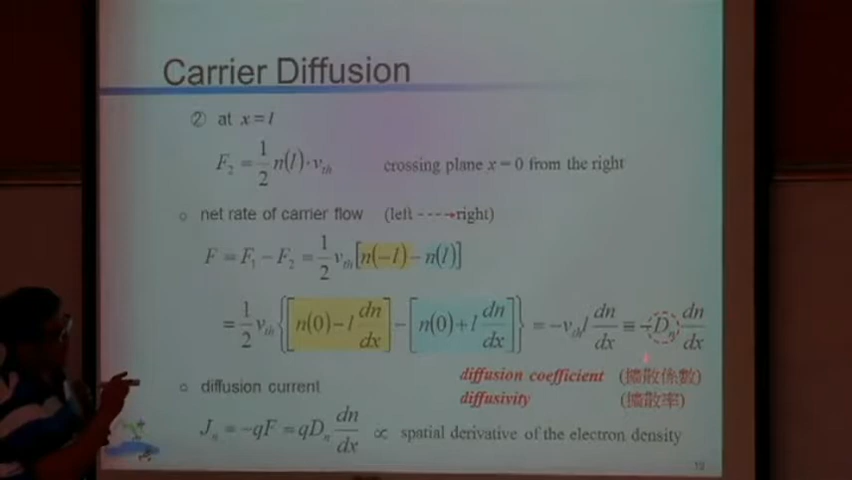 Carrier Diffusion
② at x = l
F₂ = 1/2 n(l)·v_th crossing plane x = 0 from the right
○ net rate of carrier flow (left ----→right)
F = F₁ − F₂ = 1/2 v_th [n(−l) − n(l)]
= 1/2 v_th {[n(0) − l dn/dx] − [n(0) + l dn/dx]} = −v_th l dn/dx ≡ −D_n dn/dx
diffusion coefficient (擴散係數)
diffusivity (擴散率)
○ diffusion current
J_n = −qF = qD_n dn/dx ∝ spatial derivative of the electron density